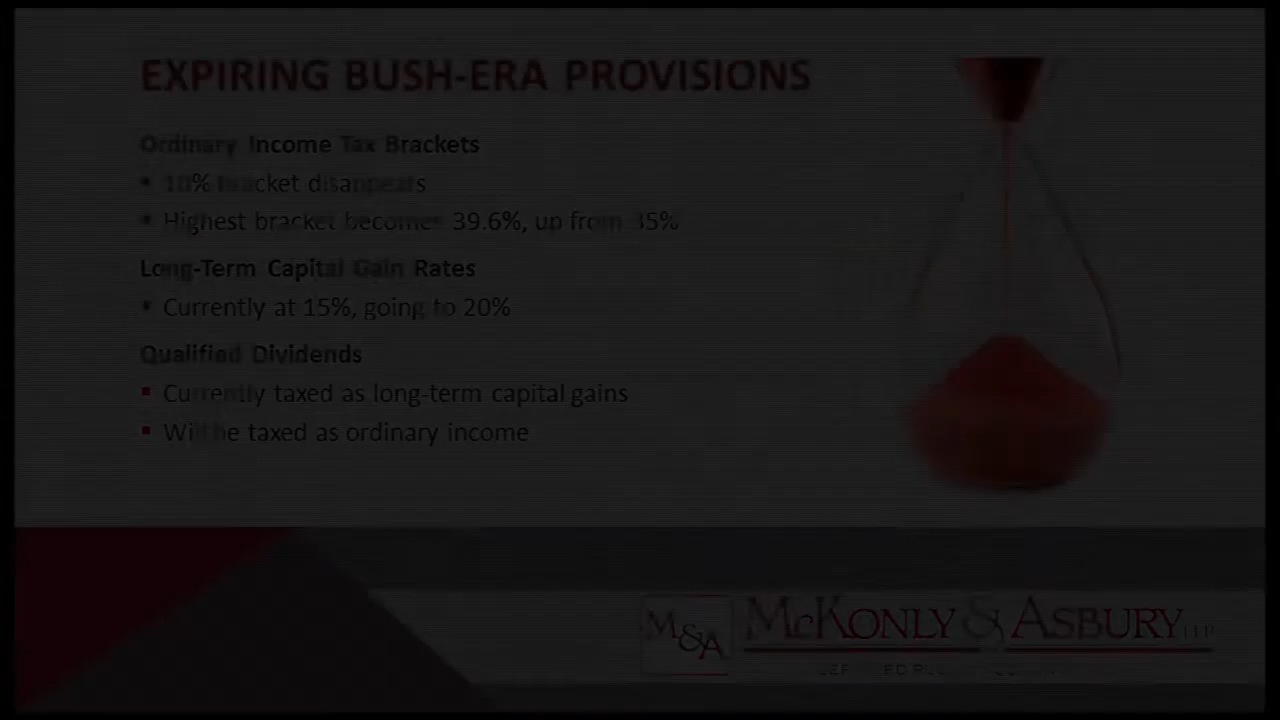 EXPIRING BUSH-ERA PROVISIONS
Ordinary Income Tax Brackets
• 10% bracket disappears
• Highest bracket becomes 39.6%, up from 35%
Long-Term Capital Gain Rates
• Currently at 15%, going to 20%
Qualified Dividends
▪ Currently taxed as long-term capital gains
▪ Will be taxed as ordinary income
M&A McKonly & Asbury LLP